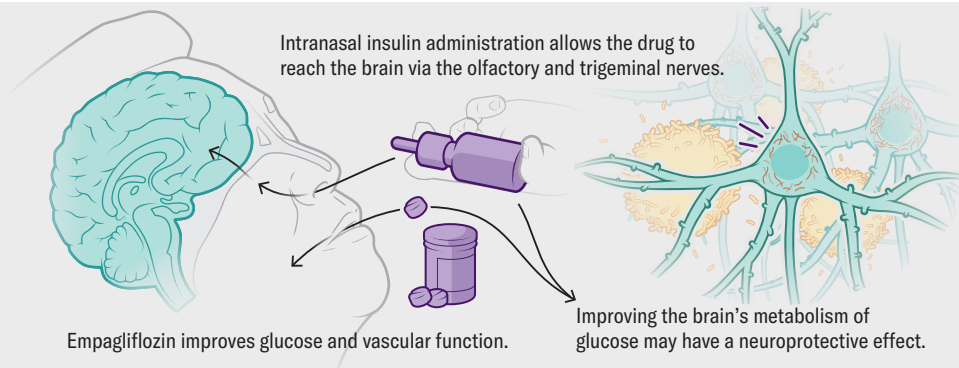 Intranasal insulin administration allows the drug to
reach the brain via the olfactory and trigeminal nerves.
Empagliflozin improves glucose and vascular function.
Improving the brain’s metabolism of
glucose may have a neuroprotective effect.